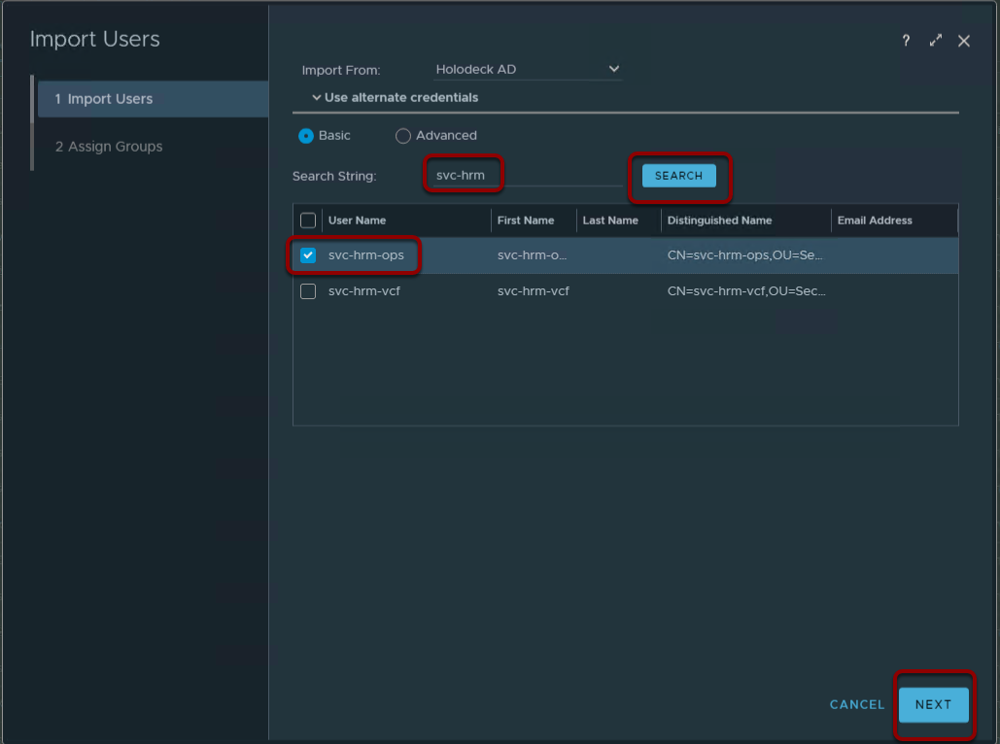 Import Users
?
Import From: Holodeck AD
Use alternate credentials
1 Import Users
Basic Advanced
2 Assign Groups
Search String: svc-hrm SEARCH
User Name First Name Last Name Distinguished Name Email Address
svc-hrm-ops svc-hrm-o... CN=svc-hrm-ops,OU=Se...
svc-hrm-vcf svc-hrm-vcf CN=svc-hrm-vcf,OU=Sec...
CANCEL NEXT